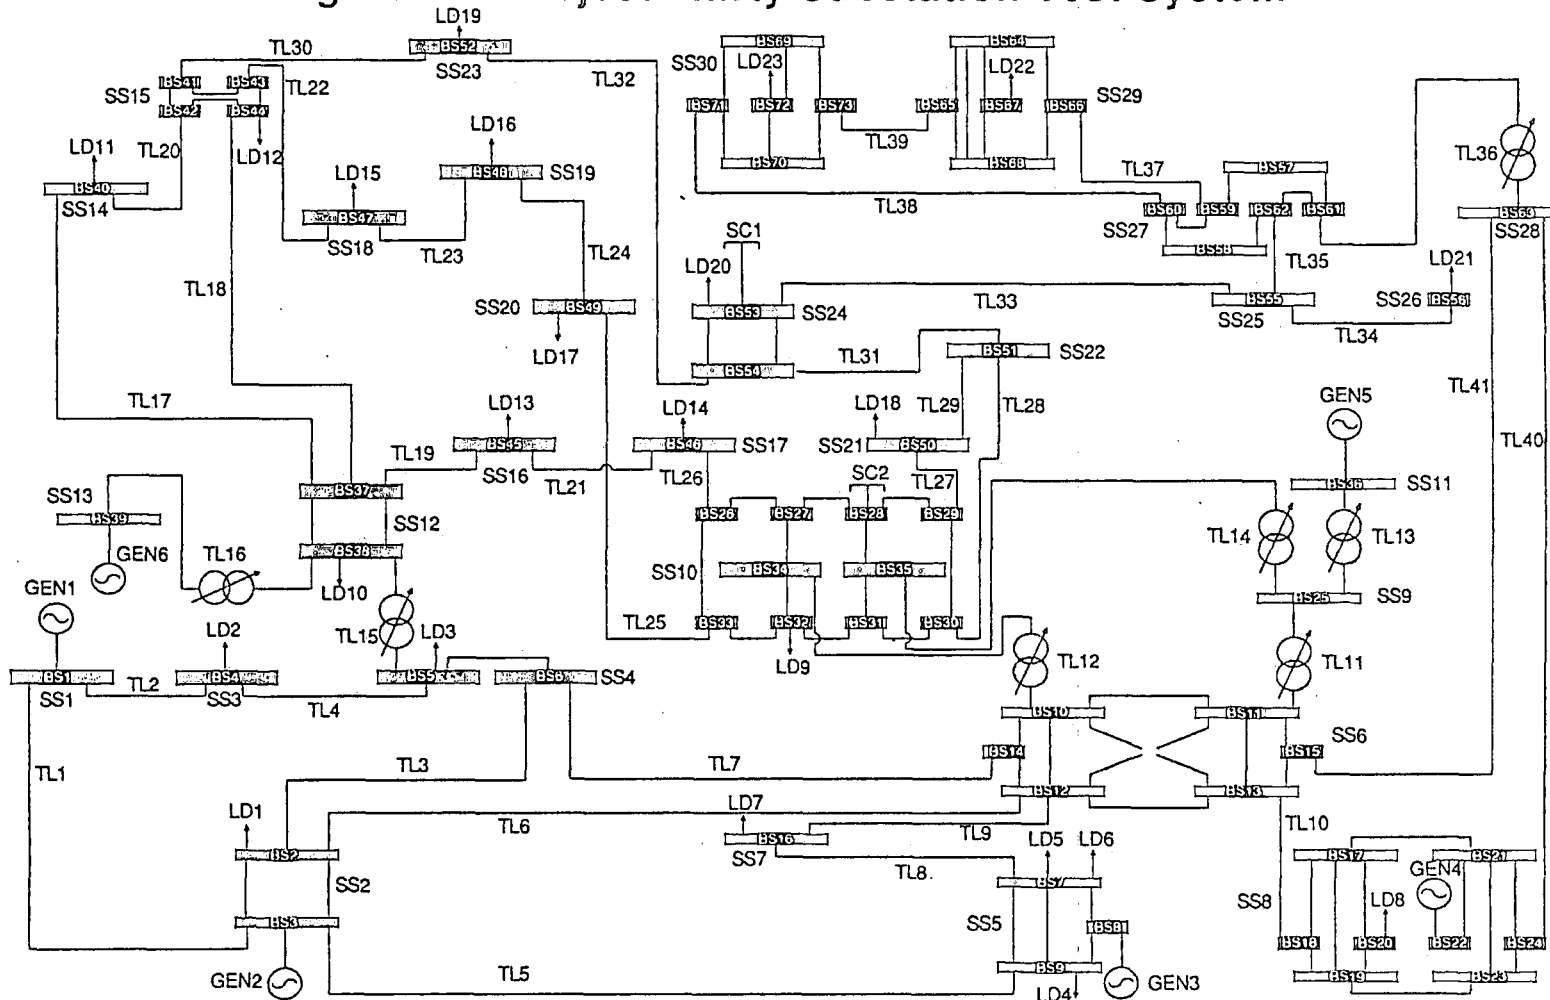 LD19
BS52
TL30
SS23
TL32
BS41
BS43
TL22
SS15
BS42
BS44
LD12
LD11
TL20
BS40
SS14
LD16
BS48
SS19
LD15
BS47
SS18
TL23
TL24
TL18
SS20
BS49
LD17
BS69
SS30
LD23
BS71
BS72
BS73
BS70
TL39
BS64
LD22
BS65
BS67
BS66
SS29
BS68
TL37
TL38
BS57
BS60
BS59
BS62
BS61
SS27
BS58
TL36
BS63
SS28
TL35
LD21
SS26
BS56
BS55
SS25
TL34
SC1
LD20
BS53
SS24
TL33
BS54
TL31
BS51
SS22
TL29
TL28
TL41
TL40
TL17
LD13
BS45
SS16
TL19
TL21
LD14
BS46
SS17
TL26
LD18
SS21
BS50
TL27
SC2
GEN5
BS36
SS11
TL14
TL13
BS25
SS9
SS13
BS39
GEN6
TL16
BS37
SS12
BS38
LD10
BS26
BS27
BS28
BS29
SS10
BS34
BS35
BS33
BS32
BS31
BS30
LD9
TL25
TL12
TL11
GEN1
BS1
SS1
TL2
LD2
BS4
SS3
TL4
TL15
LD3
BS5
BS6
SS4
BS10
BS11
BS14
BS15
SS6
BS12
BS13
TL1
TL3
TL7
LD1
BS2
SS2
BS3
GEN2
TL6
LD7
BS16
SS7
TL9
TL8
LD5
LD6
BS7
SS5
BS8
BS9
LD4
GEN3
TL5
TL10
BS17
BS21
GEN4
SS8
LD8
BS18
BS20
BS22
BS24
BS19
BS23